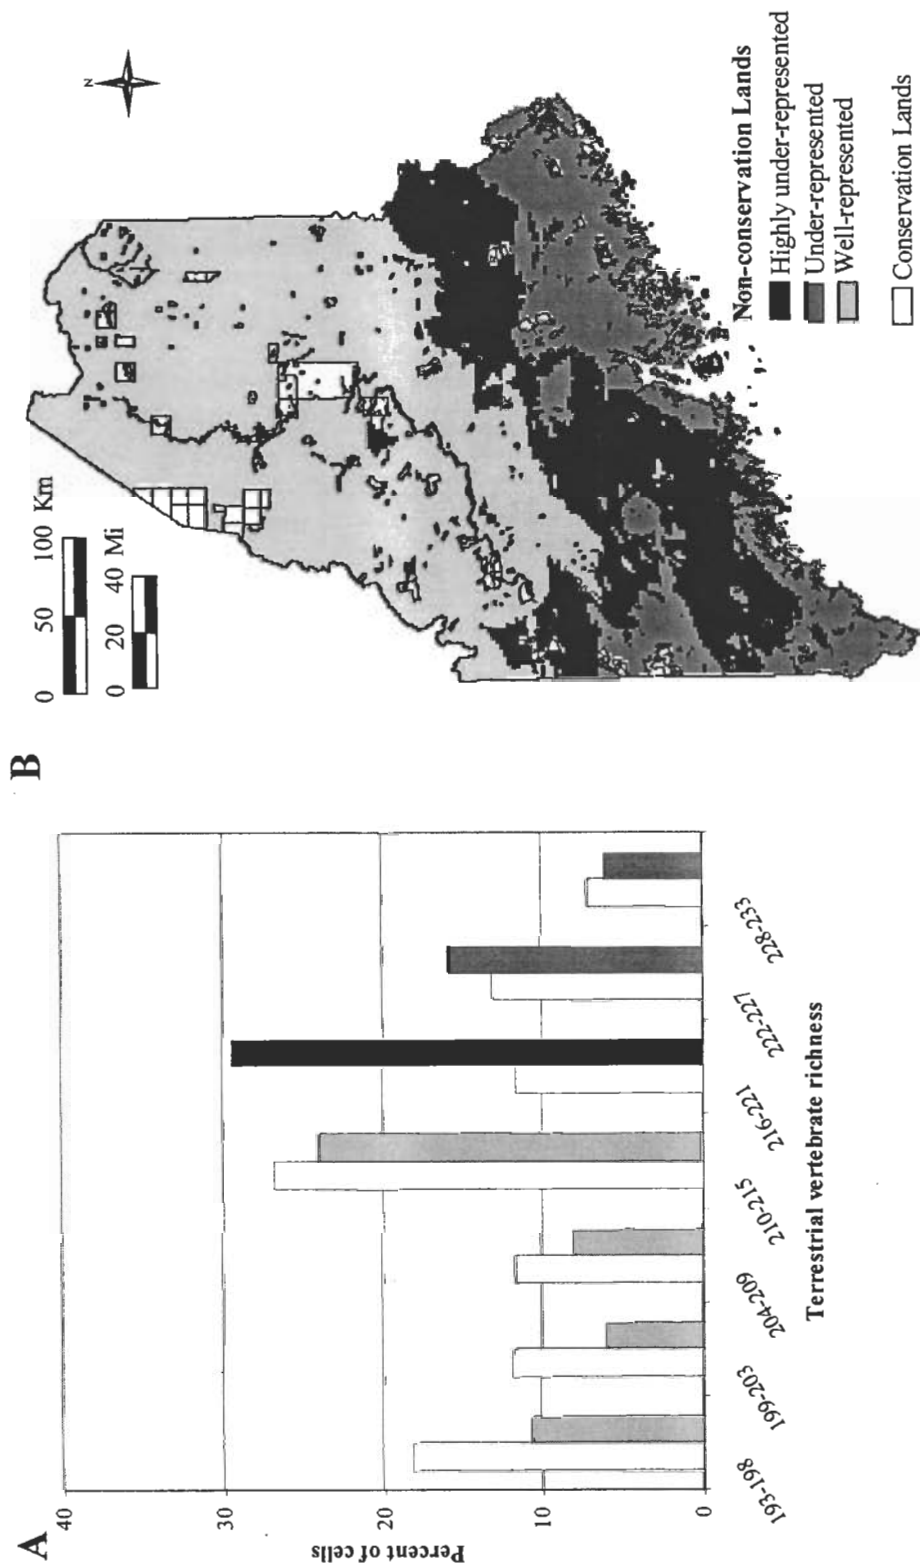 A
Percent of cells
40
30
20
10
0
193-198
199-203
204-209
210-215
216-221
222-227
228-233
Terrestrial vertebrate richness
B
0 50 100 Km
0 20 40 Mi
N
Non-conservation Lands
Highly under-represented
Under-represented
Well-represented
Conservation Lands